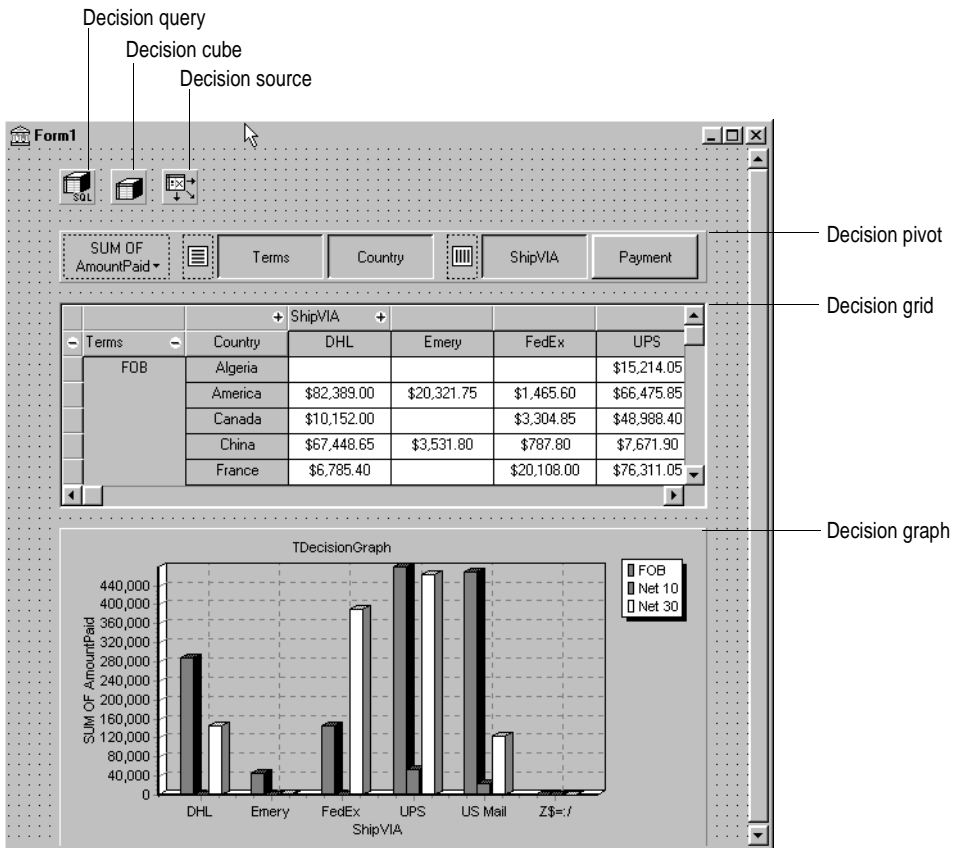 Decision query
Decision cube
Decision source
Form1
SQL
SUM OF
AmountPaid
Terms
Country
ShipVIA
Payment
Decision pivot
Decision grid
+ ShipVIA +
- Terms - Country DHL Emery FedEx UPS
FOB Algeria $15,214.05
America $82,389.00 $20,321.75 $1,465.60 $66,475.85
Canada $10,152.00 $3,304.85 $48,988.40
China $67,448.65 $3,531.80 $787.80 $7,671.90
France $6,785.40 $20,108.00 $76,311.05
Decision graph
TDecisionGraph
FOB
Net 10
Net 30
SUM OF AmountPaid
440,000
400,000
360,000
320,000
280,000
240,000
200,000
160,000
120,000
80,000
40,000
0
DHL Emery FedEx UPS US Mail Z$=:/
ShipVIA